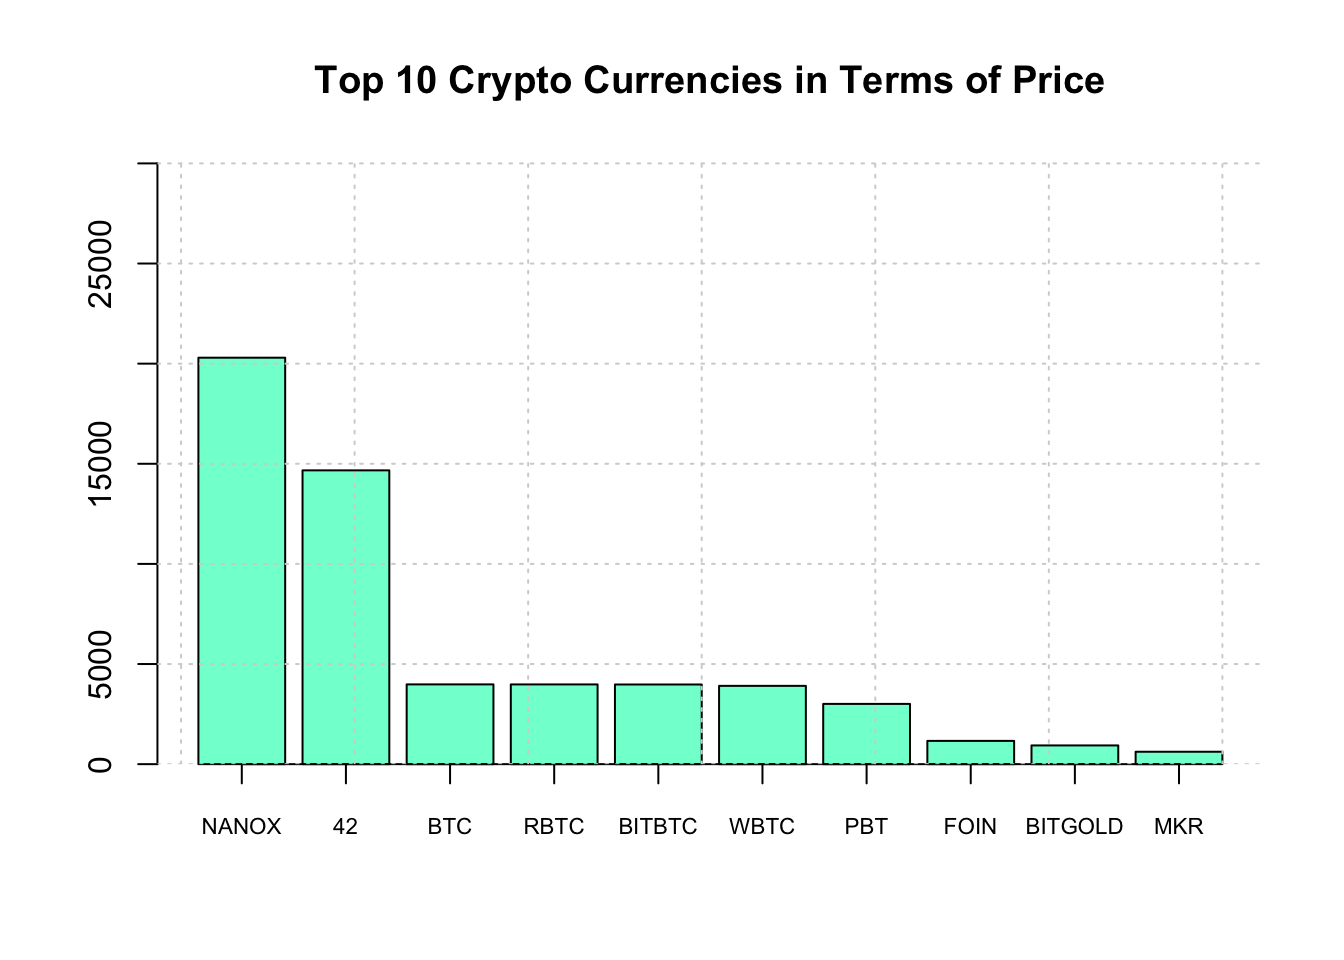 Top 10 Crypto Currencies in Terms of Price
25000
15000
5000
0
NANOX 42 BTC RBTC BITBTC WBTC PBT FOIN BITGOLD MKR